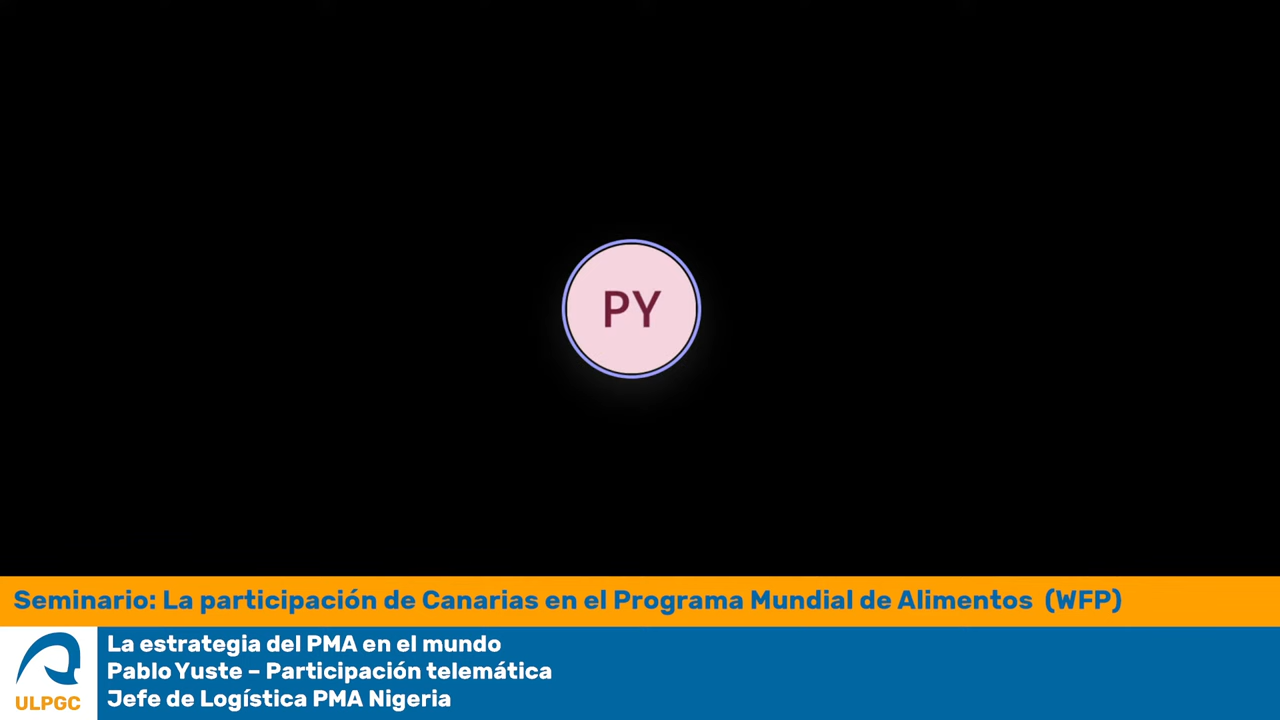 PY
Seminario: La participación de Canarias en el Programa Mundial de Alimentos (WFP)
La estrategia del PMA en el mundo
Pablo Yuste – Participación telemática
Jefe de Logística PMA Nigeria
ULPGC